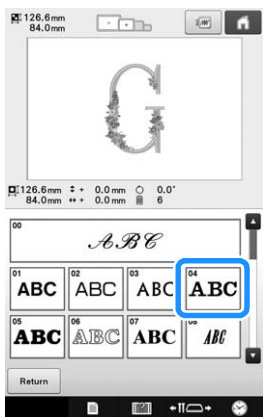 126.6mm
84.0mm
G
126.6mm + 0.0mm 0.0°
84.0mm + 0.0mm 6
00
ABC
01 02 03 04
ABC ABC ABC ABC
05 06 07 08
ABC ABC ABC ABC
Return